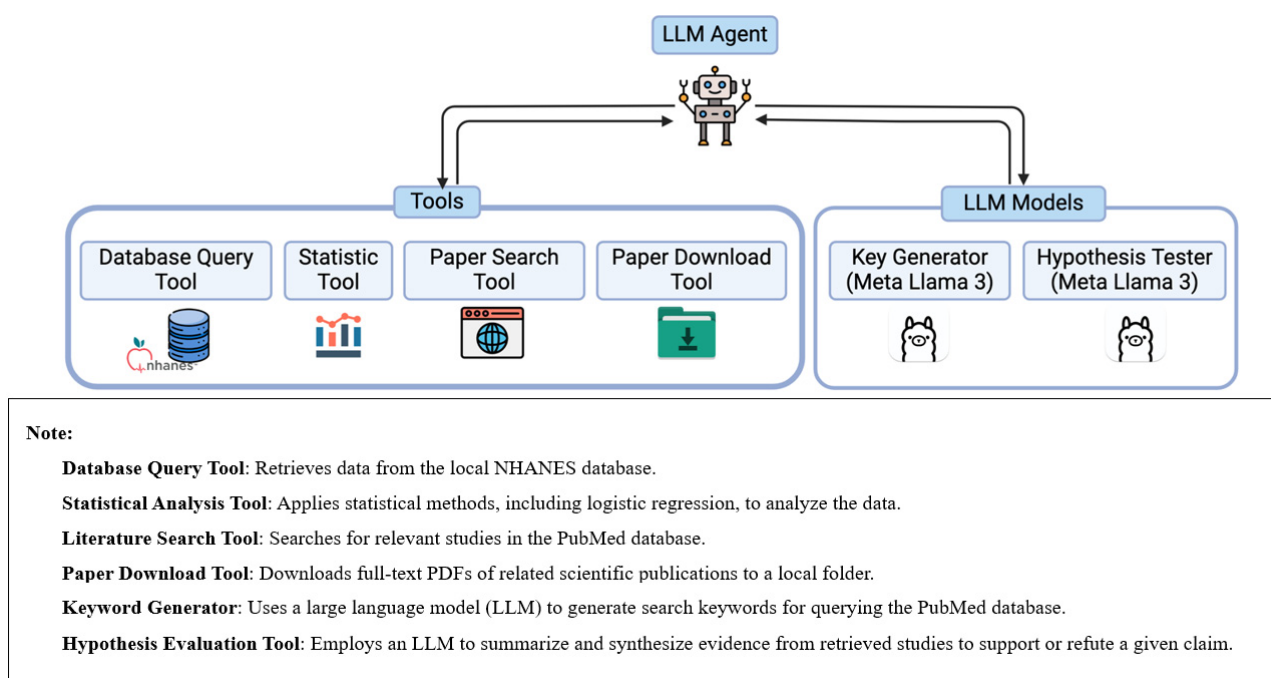 LLM Agent
Tools
LLM Models
Database Query
Tool
Statistic
Tool
Paper Search
Tool
Paper Download
Tool
Key Generator
(Meta Llama 3)
Hypothesis Tester
(Meta Llama 3)
nhanes
Note:
Database Query Tool: Retrieves data from the local NHANES database.
Statistical Analysis Tool: Applies statistical methods, including logistic regression, to analyze the data.
Literature Search Tool: Searches for relevant studies in the PubMed database.
Paper Download Tool: Downloads full-text PDFs of related scientific publications to a local folder.
Keyword Generator: Uses a large language model (LLM) to generate search keywords for querying the PubMed database.
Hypothesis Evaluation Tool: Employs an LLM to summarize and synthesize evidence from retrieved studies to support or refute a given claim.